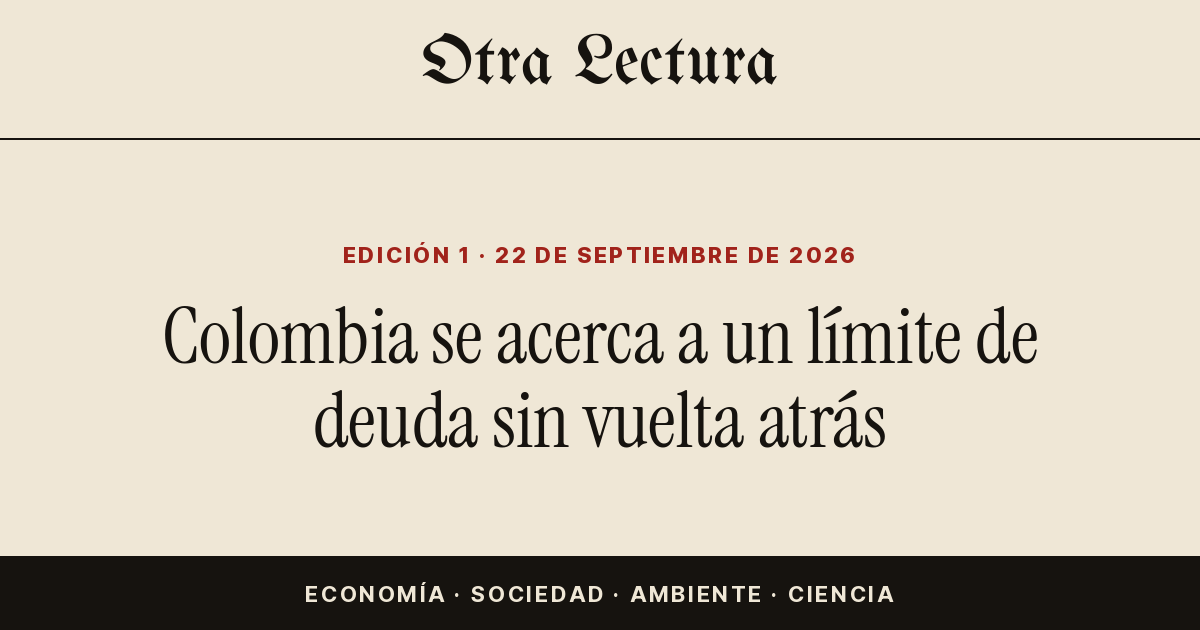 Otra Lectura
EDICIÓN 1 · 22 DE SEPTIEMBRE DE 2026
Colombia se acerca a un límite de
deuda sin vuelta atrás
ECONOMÍA · SOCIEDAD · AMBIENTE · CIENCIA